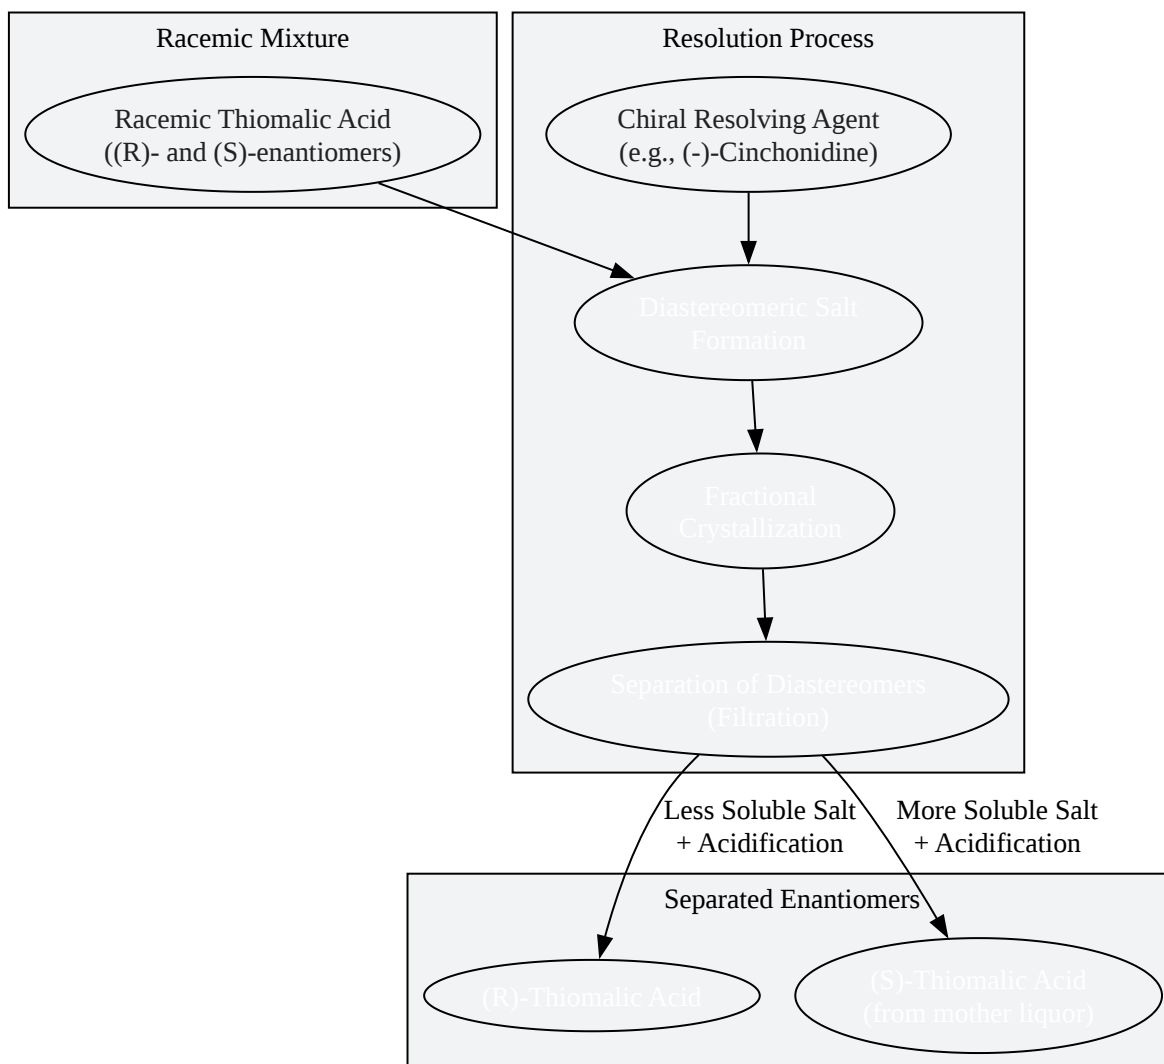 Racemic Mixture
Racemic Thiomalic Acid
((R)- and (S)-enantiomers)
Resolution Process
Chiral Resolving Agent
(e.g., (-)-Cinchonidine)
Diastereomeric Salt
Formation
Fractional
Crystallization
Separation of Diastereomers
(Filtration)
Less Soluble Salt
+ Acidification
More Soluble Salt
+ Acidification
Separated Enantiomers
(R)-Thiomalic Acid
(S)-Thiomalic Acid
(from mother liquor)